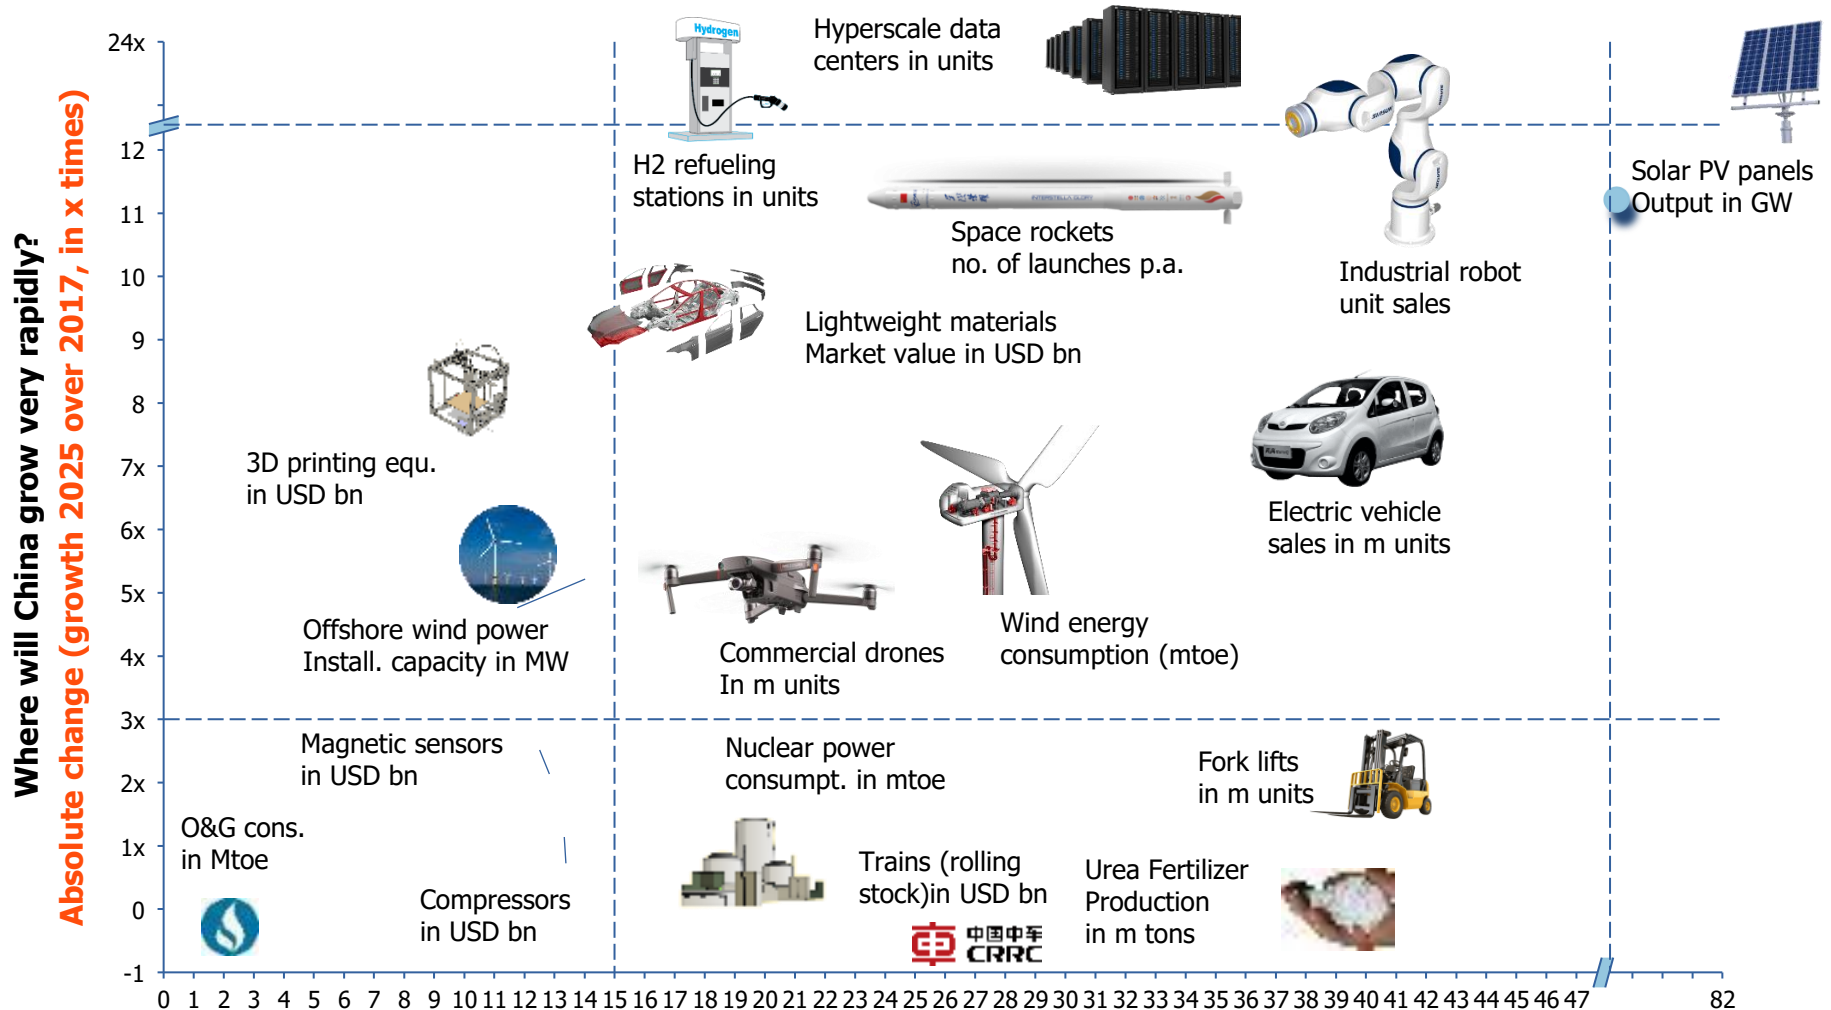 Where will China grow very rapidly?
Absolute change (growth 2025 over 2017, in x times)
24x
12
11
10
9
8
7x
6x
5x
4x
3x
2x
1x
0
-1
Hydrogen
H2 refueling
stations in units
Hyperscale data
centers in units
Space rockets
no. of launches p.a.
INTERSTELLA GLORY
Industrial robot
unit sales
Solar PV panels
Output in GW
Lightweight materials
Market value in USD bn
3D printing equ.
in USD bn
Offshore wind power
Install. capacity in MW
Commercial drones
In m units
Wind energy
consumption (mtoe)
Electric vehicle
sales in m units
Magnetic sensors
in USD bn
O&G cons.
in Mtoe
Compressors
in USD bn
Nuclear power
consumpt. in mtoe
Trains (rolling
stock)in USD bn
中国中车
CRRC
Urea Fertilizer
Production
in m tons
Fork lifts
in m units
0 1 2 3 4 5 6 7 8 9 10 11 12 13 14 15 16 17 18 19 20 21 22 23 24 25 26 27 28 29 30 31 32 33 34 35 36 37 38 39 40 41 42 43 44 45 46 47 82